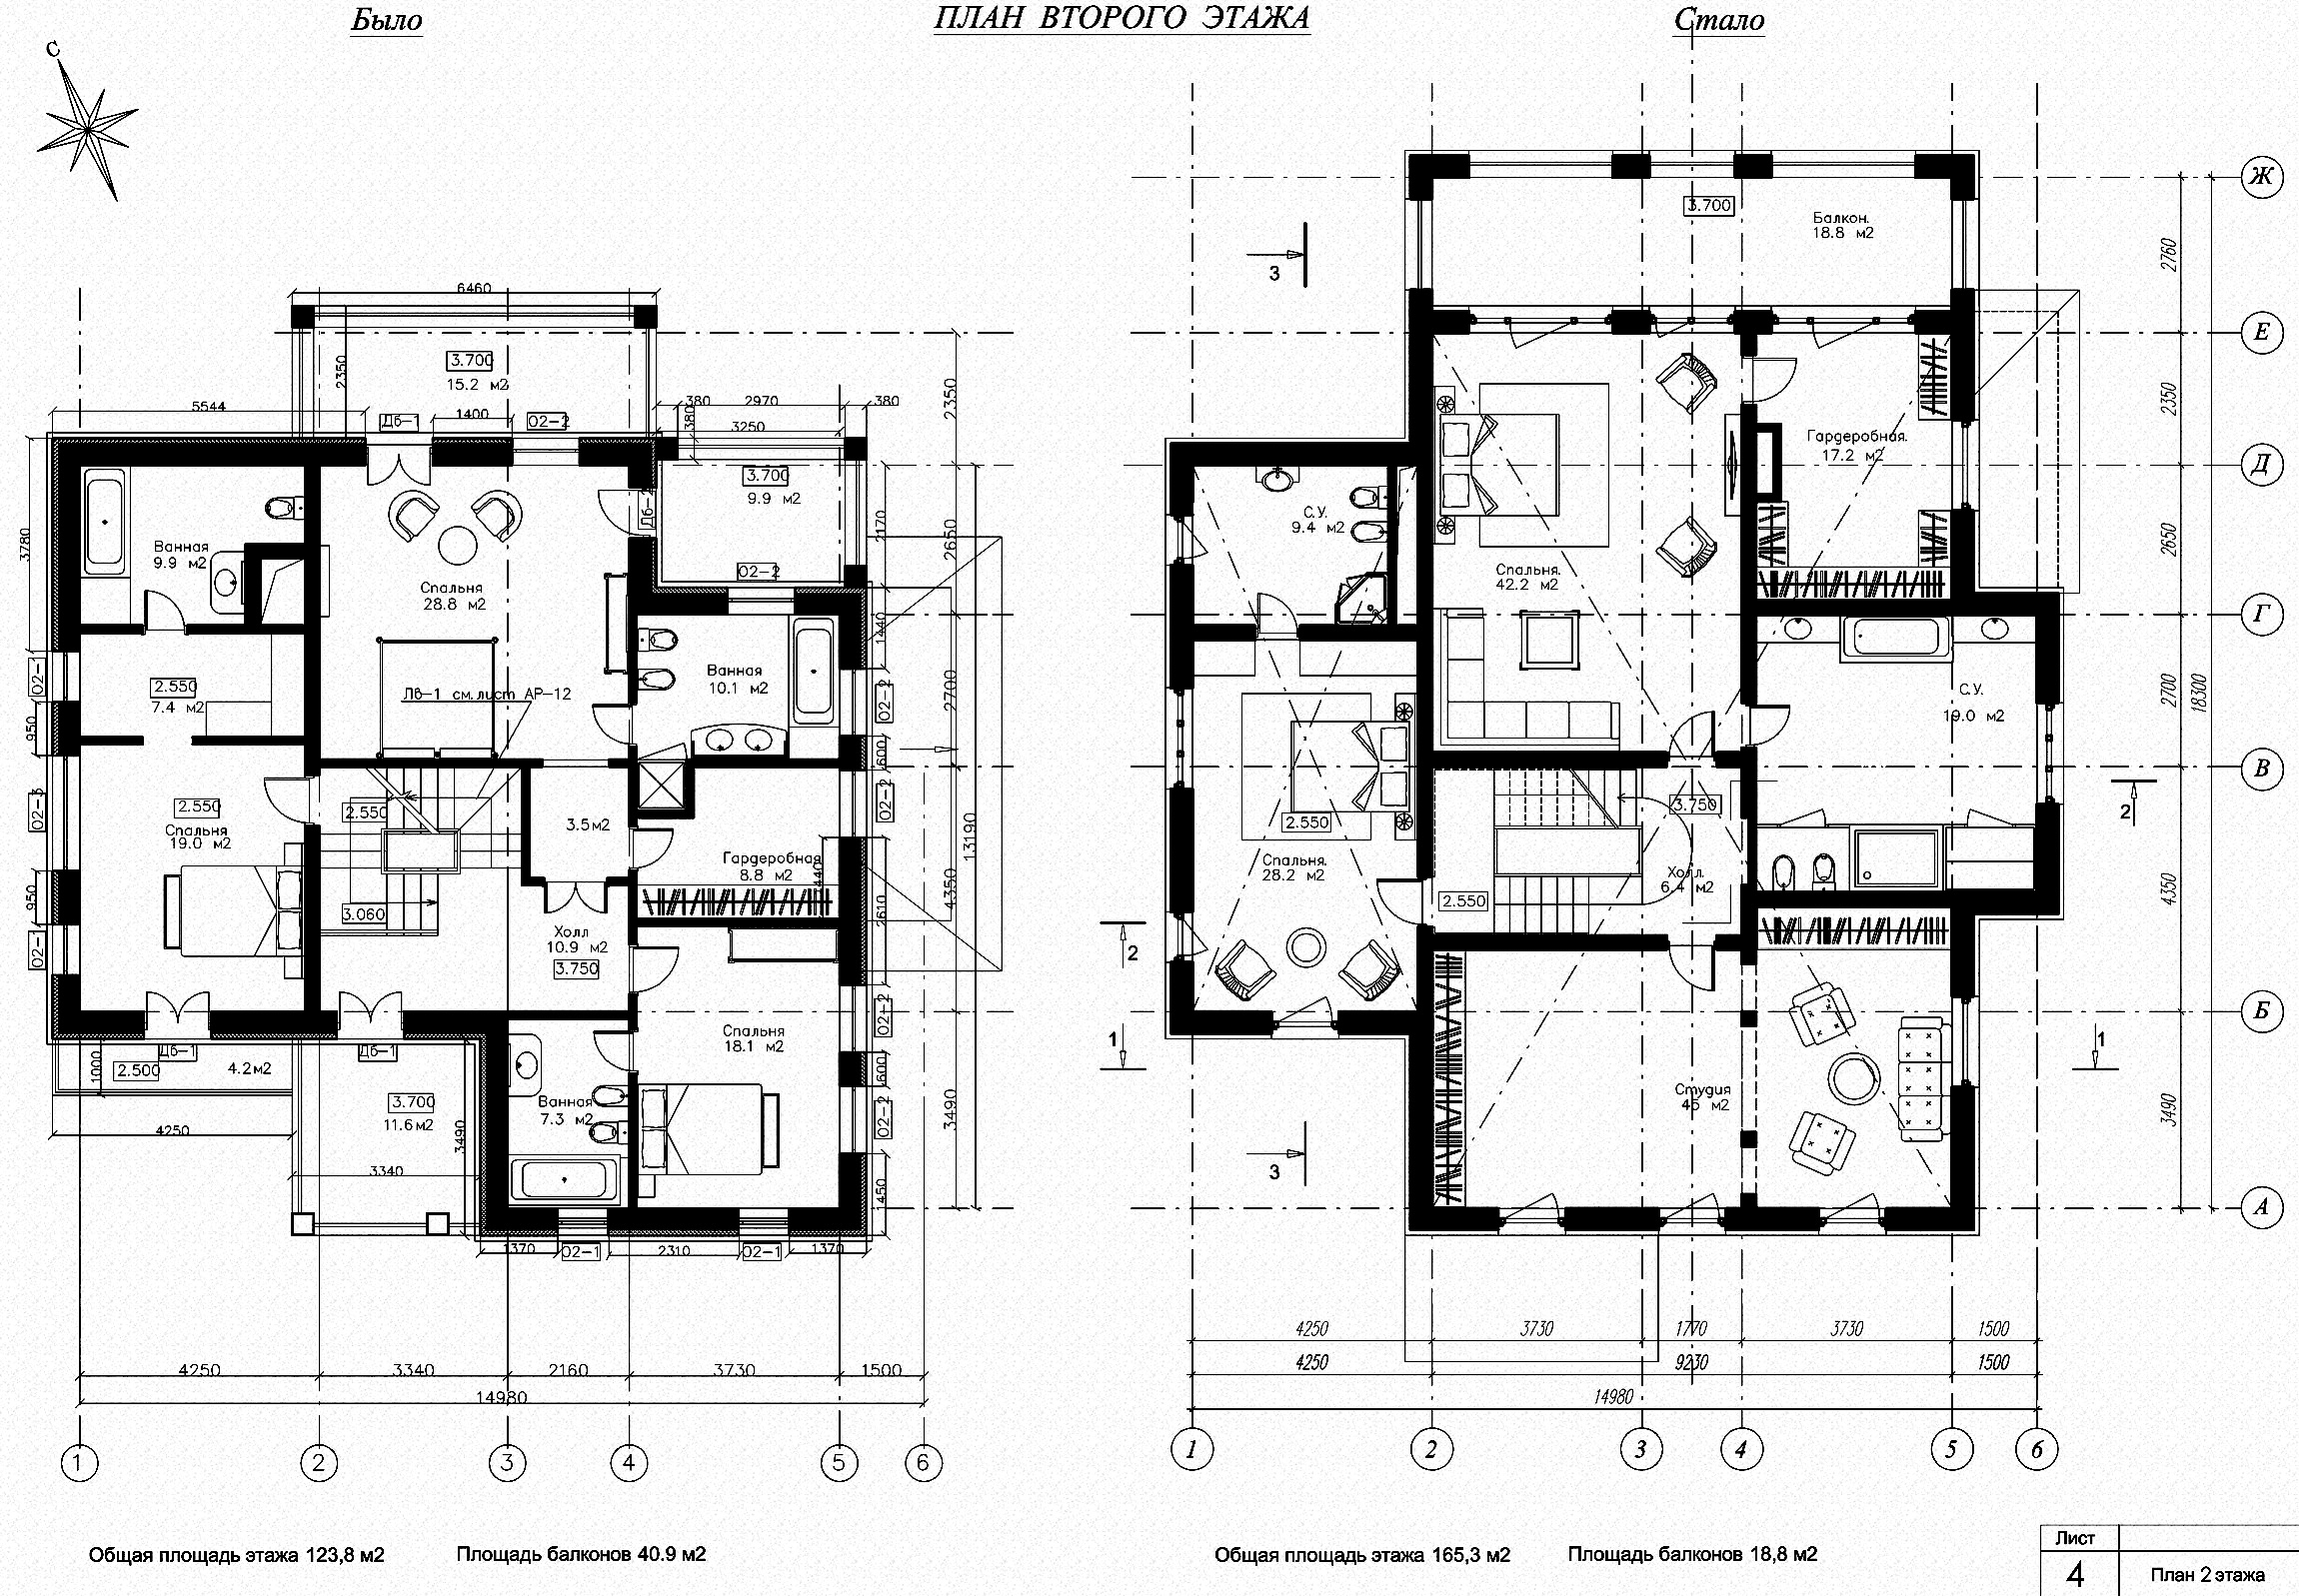 Было
ПЛАН ВТОРОГО ЭТАЖА
Стало
С
6460
3.700
15.2 м2
2350
5544
Дб-1
1400
О2-2
380
2970
380
380
3250
3.700
9.9 м2
Дб-2
О2-2
2350
2170
2650
3780
Ванная
9.9 м2
Спальня
28.8 м2
1440
Ванная
10.1 м2
О2-1
2.550
7.4 м2
Лб-1 см.лист АР-12
О2-2
2700
950
600
О2-3
2.550
Спальня
19.0 м2
2.550
3.5м2
О2-2
13190
Гардеробная
8.8 м2
1440
4350
950
3.060
2610
О2-1
Холл
10.9 м2
3.750
О2-2
Спальня
18.1 м2
Дб-1
Дб-1
1000
2.500
4.2м2
600
3.700
11.6м2
Ванная
7.3 м2
О2-2
3490
4250
3490
3340
1450
1370
О2-1
2310
О2-1
1370
4250
3340
2160
3730
1500
14980
1
2
3
4
5
6
Общая площадь этажа 123,8 м2
Площадь балконов 40.9 м2
Ж
3.700
Балкон.
18.8 м2
3
2760
Е
2350
Гардеробная.
17.2 м2
Д
С.У.
9.4 м2
2650
Спальня.
42.2 м2
Г
С.У.
19.0 м2
2700
18300
В
3.750
2
2.550
Спальня.
28.2 м2
Холл.
6.4 м2
4350
2.550
2
Б
1
1
Студия
45 м2
3490
3
А
4250
3730
1770
3730
1500
4250
9230
1500
14980
1
2
3
4
5
6
Общая площадь этажа 165,3 м2
Площадь балконов 18,8 м2
Лист
4
План 2 этажа